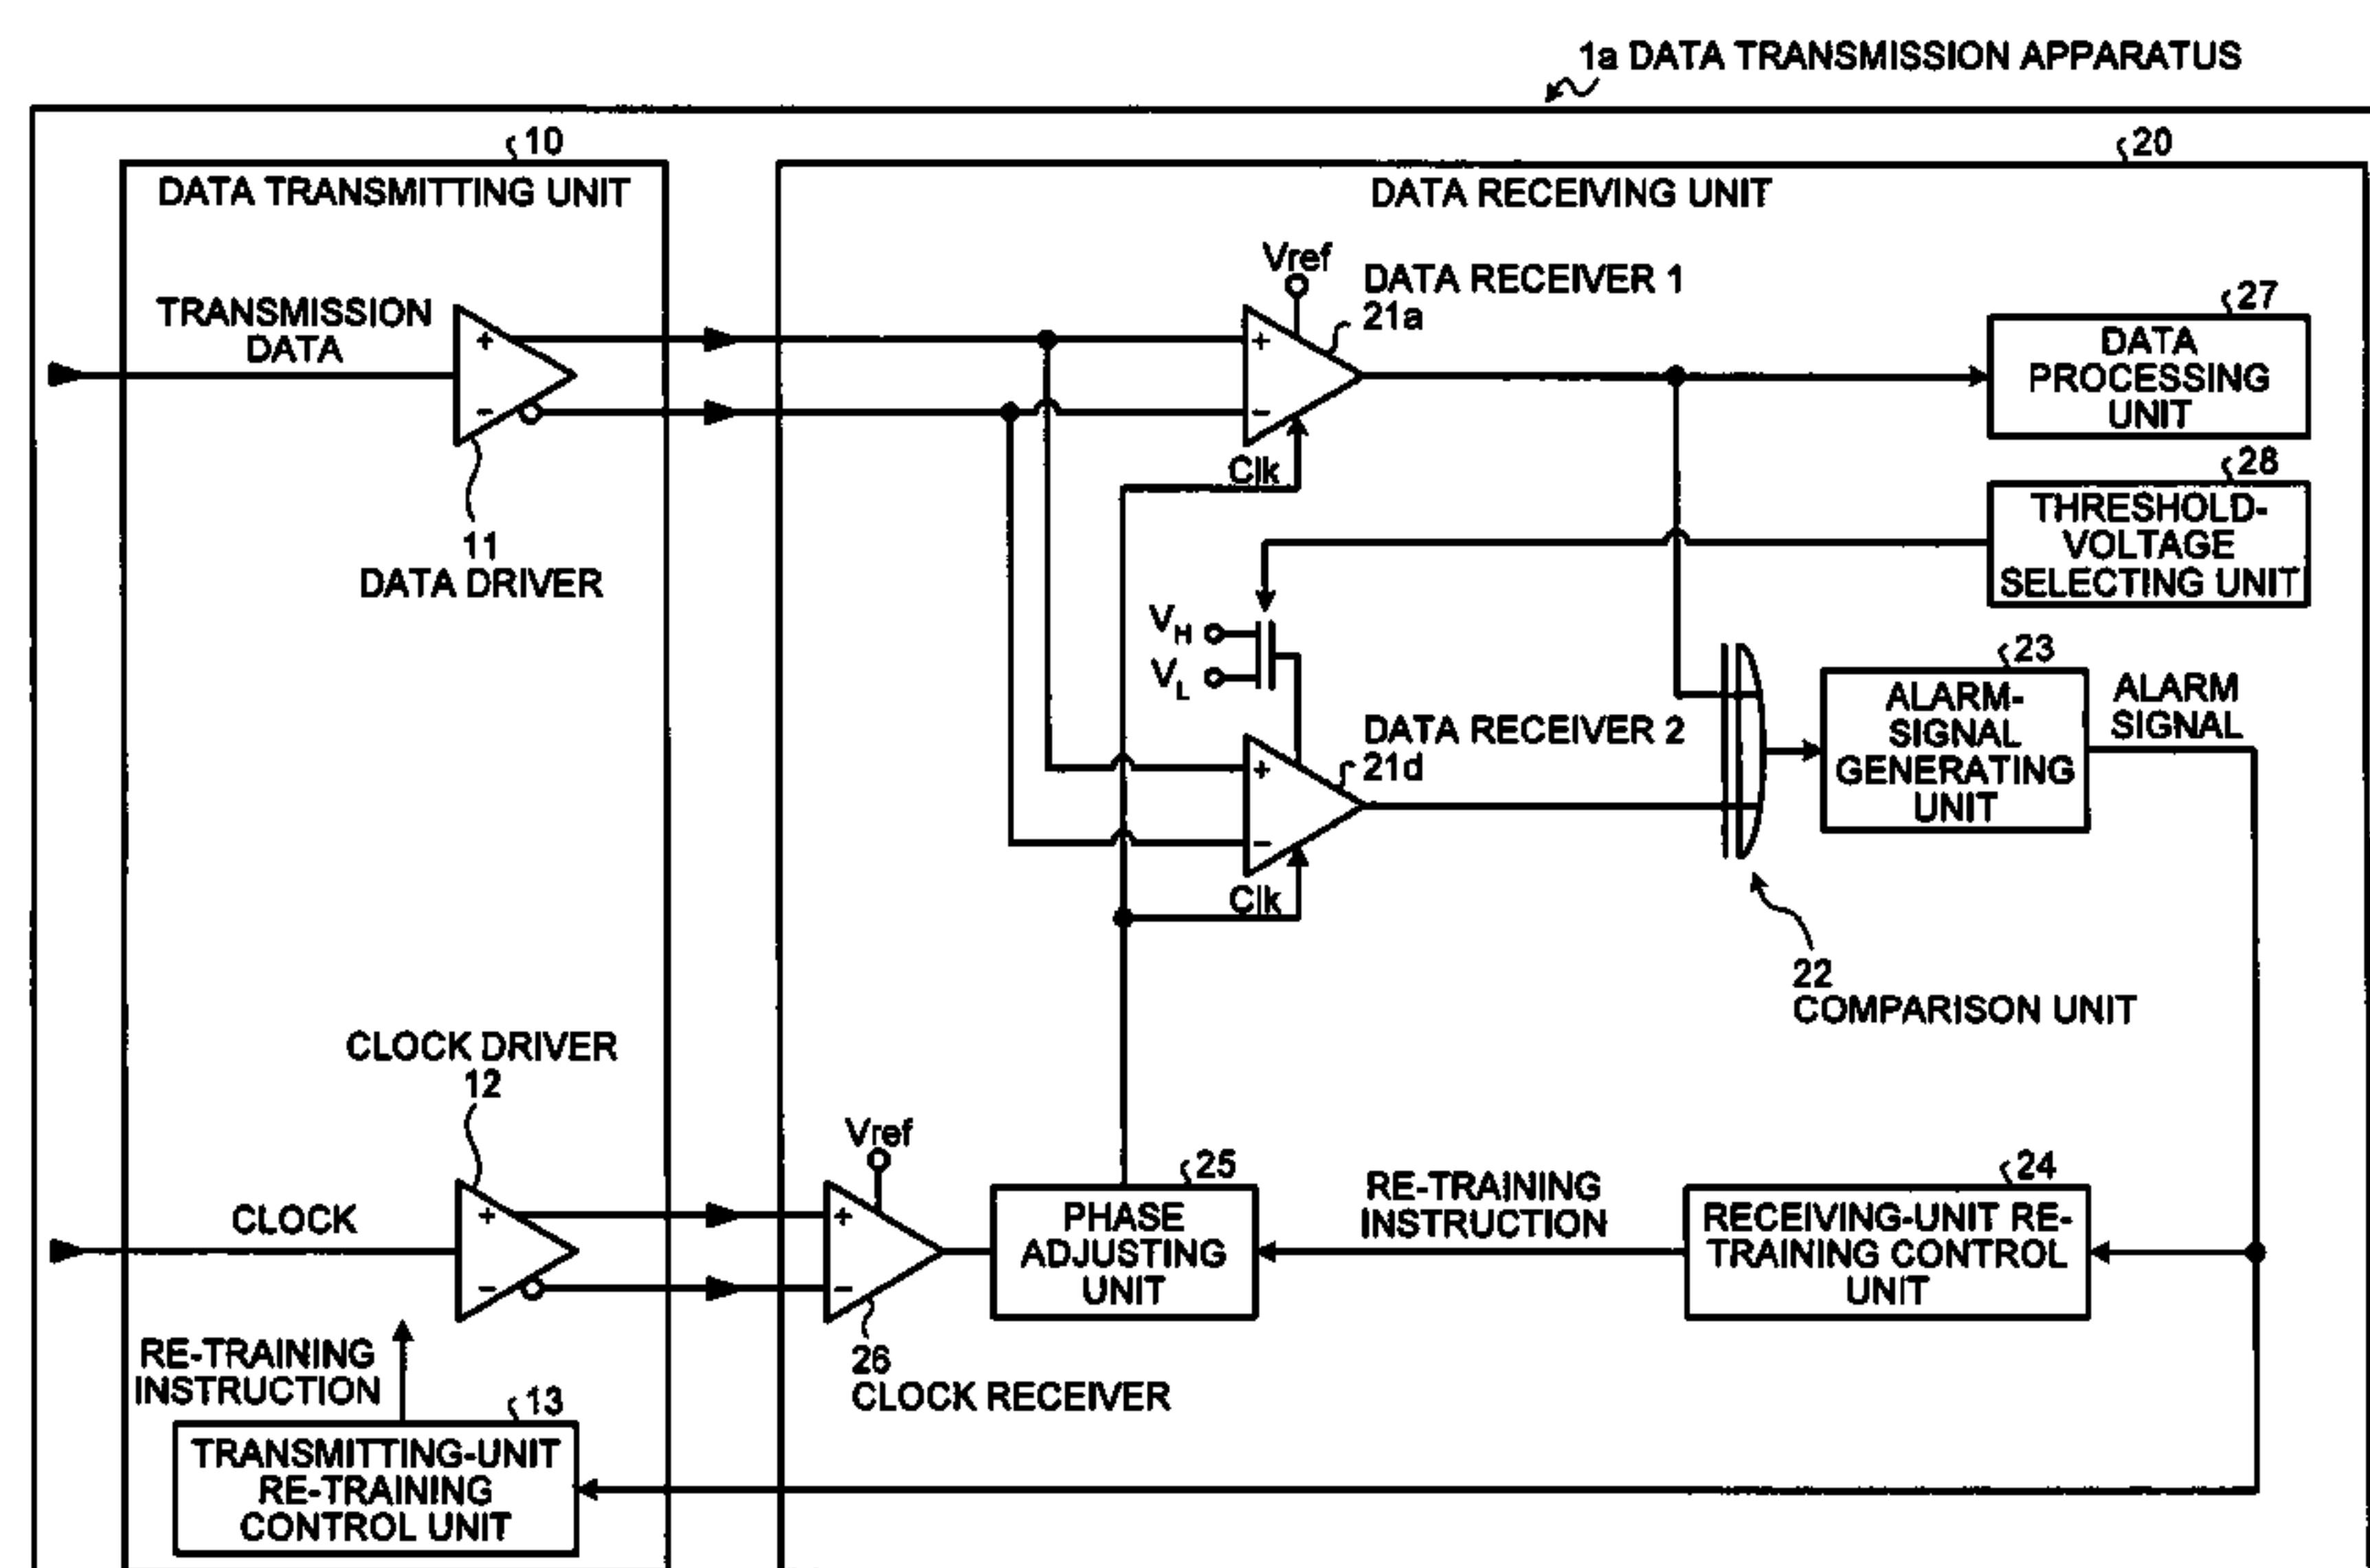 1a DATA TRANSMISSION APPARATUS
10
DATA TRANSMITTING UNIT
20
DATA RECEIVING UNIT
TRANSMISSION
DATA
+
-
11
DATA DRIVER
Vref
DATA RECEIVER 1
21a
+
-
Clk
27
DATA
PROCESSING
UNIT
28
THRESHOLD-
VOLTAGE
SELECTING UNIT
VH
VL
DATA RECEIVER 2
21d
+
-
Clk
23
ALARM-
SIGNAL
GENERATING
UNIT
ALARM
SIGNAL
22
COMPARISON UNIT
CLOCK DRIVER
12
CLOCK
+
-
Vref
+
-
26
CLOCK RECEIVER
25
PHASE
ADJUSTING
UNIT
RE-TRAINING
INSTRUCTION
24
RECEIVING-UNIT RE-
TRAINING CONTROL
UNIT
RE-TRAINING
INSTRUCTION
13
TRANSMITTING-UNIT
RE-TRAINING
CONTROL UNIT